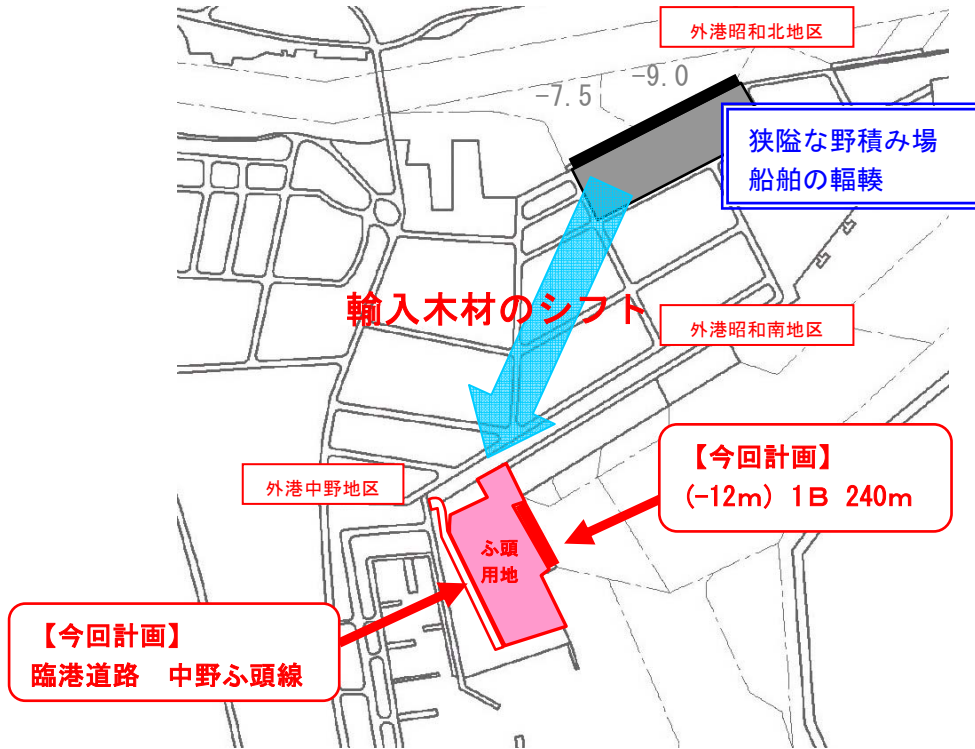 外港昭和北地区
-9.0
-7.5
狭隘な野積み場
船舶の輻輳
輸入木材のシフト
外港昭和南地区
【今回計画】
(-12m) 1B 240m
外港中野地区
ふ頭
用地
【今回計画】
臨港道路 中野ふ頭線